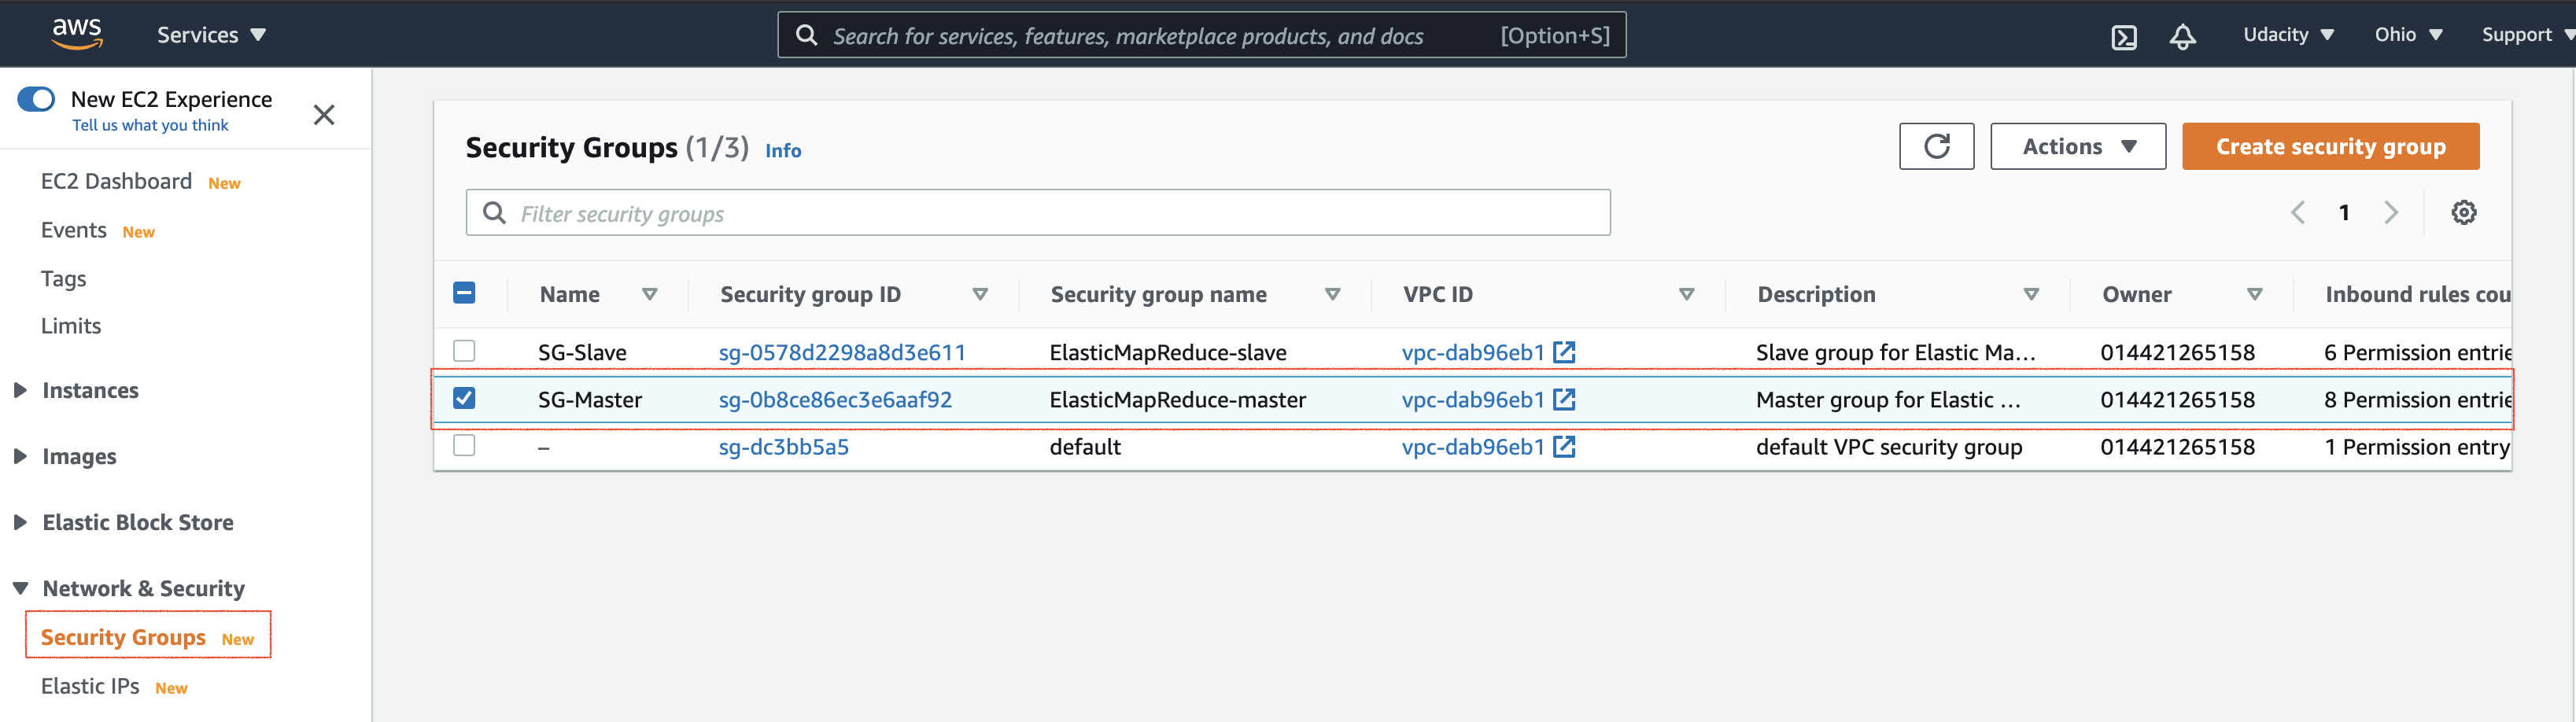 aws Services Search for services, features, marketplace products, and docs [Option+S] Udacity Ohio Support
New EC2 Experience
Tell us what you think
EC2 Dashboard New
Events New
Tags
Limits
Instances
Images
Elastic Block Store
Network & Security
Security Groups New
Elastic IPs New
Security Groups (1/3) Info Actions Create security group
Filter security groups 1
Name Security group ID Security group name VPC ID Description Owner Inbound rules cou
SG-Slave sg-0578d2298a8d3e611 ElasticMapReduce-slave vpc-dab96eb1 Slave group for Elastic Ma... 014421265158 6 Permission entrie
SG-Master sg-0b8ce86ec3e6aaf92 ElasticMapReduce-master vpc-dab96eb1 Master group for Elastic ... 014421265158 8 Permission entrie
– sg-dc3bb5a5 default vpc-dab96eb1 default VPC security group 014421265158 1 Permission entry